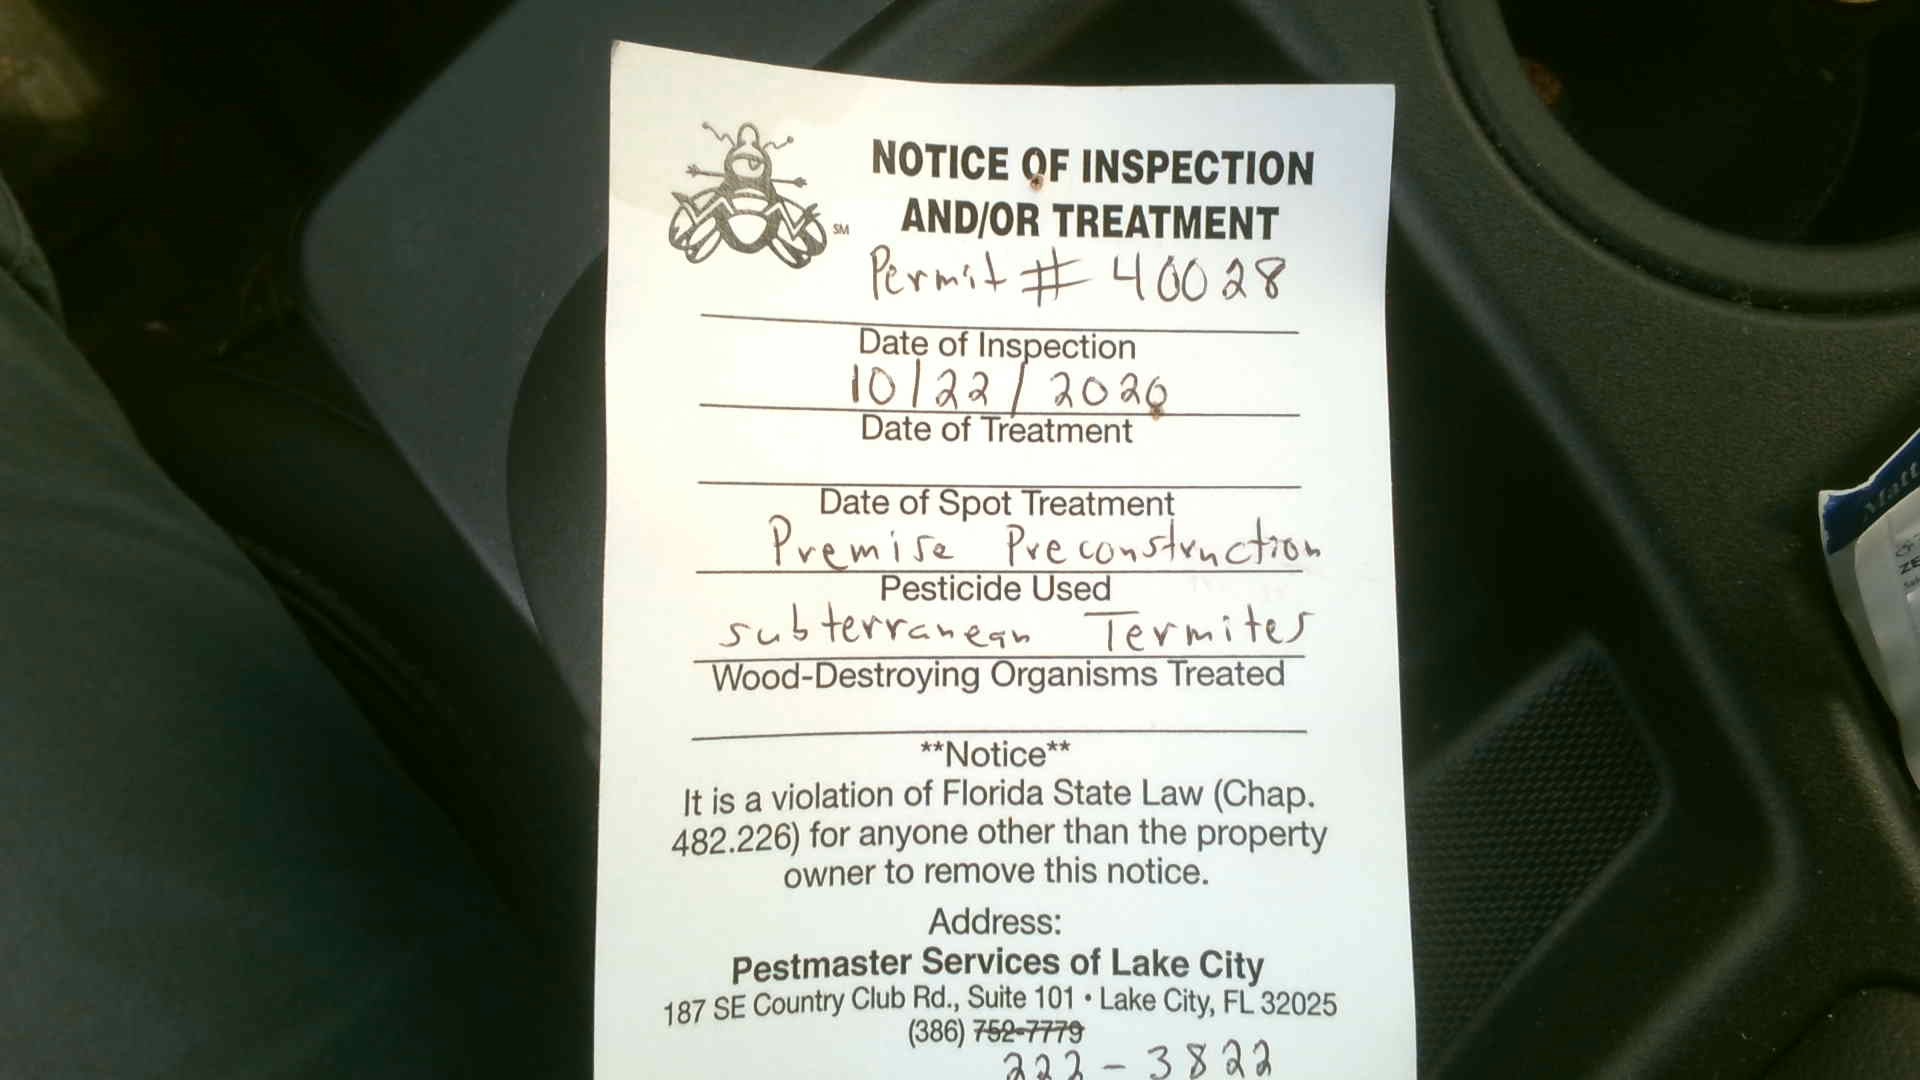 NOTICE OF INSPECTION
AND/OR TREATMENT
SM
Permit # 40028
Date of Inspection
10/22/2020
Date of Treatment
Date of Spot Treatment
Premise Preconstruction
Pesticide Used
subterranean Termites
Wood-Destroying Organisms Treated
**Notice**
It is a violation of Florida State Law (Chap.
482.226) for anyone other than the property
owner to remove this notice.
Address:
Pestmaster Services of Lake City
187 SE Country Club Rd., Suite 101 • Lake City, FL 32025
(386) 752-7779
222-3822
Matt
ZE